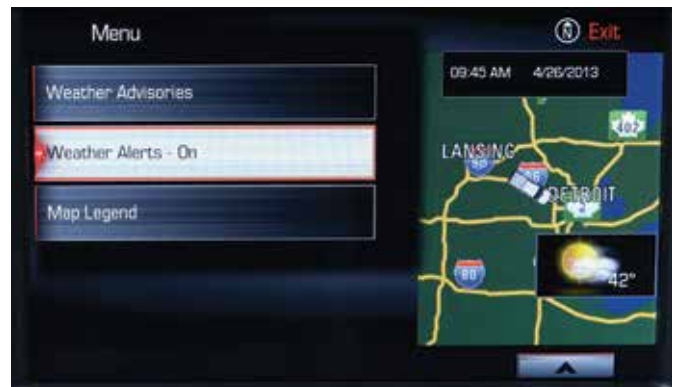 Menu
Exit
Weather Advisories
Weather Alerts - On
Map Legend
09:45 AM 4/26/2013
402
LANSING
DETROIT
80
42°